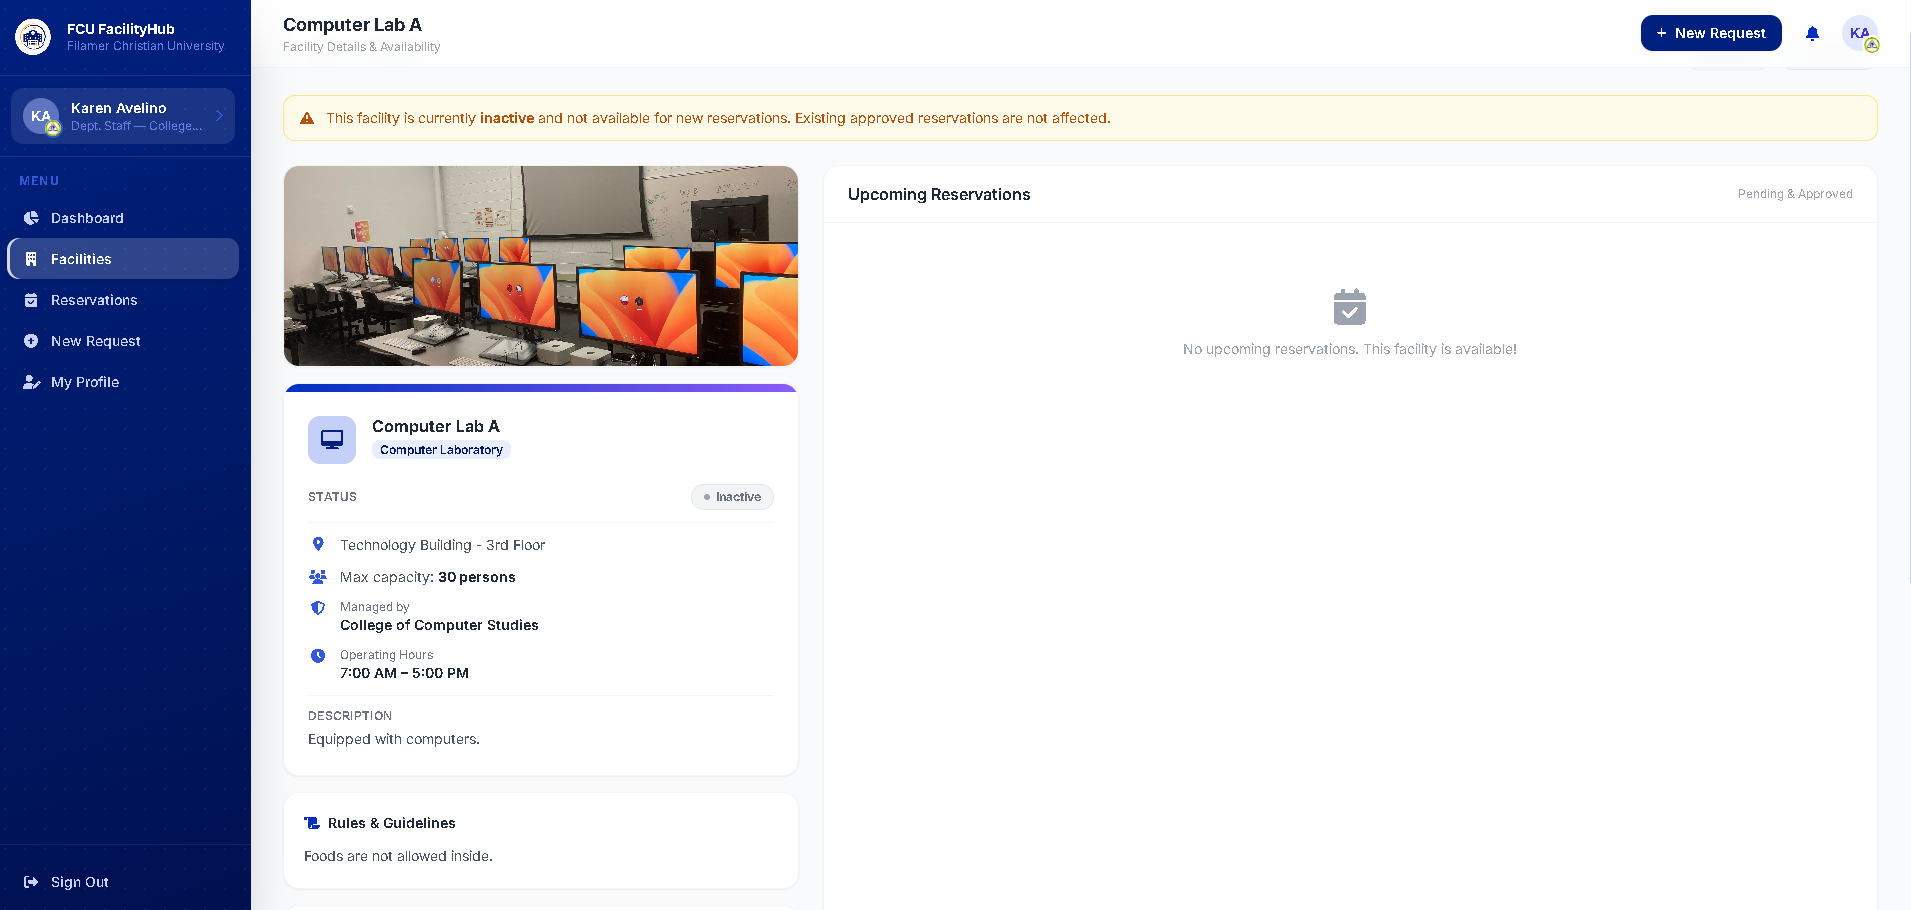 FCU FacilityHub
Filamer Christian University
KA
Karen Avelino
Dept. Staff — College...
MENU
Dashboard
Facilities
Reservations
New Request
My Profile
Sign Out
Computer Lab A
Facility Details & Availability
+ New Request
KA
This facility is currently inactive and not available for new reservations. Existing approved reservations are not affected.
Computer Lab A
Computer Laboratory
STATUS
Inactive
Technology Building - 3rd Floor
Max capacity: 30 persons
Managed by
College of Computer Studies
Operating Hours
7:00 AM – 5:00 PM
DESCRIPTION
Equipped with computers.
Rules & Guidelines
Foods are not allowed inside.
Upcoming Reservations
Pending & Approved
No upcoming reservations. This facility is available!